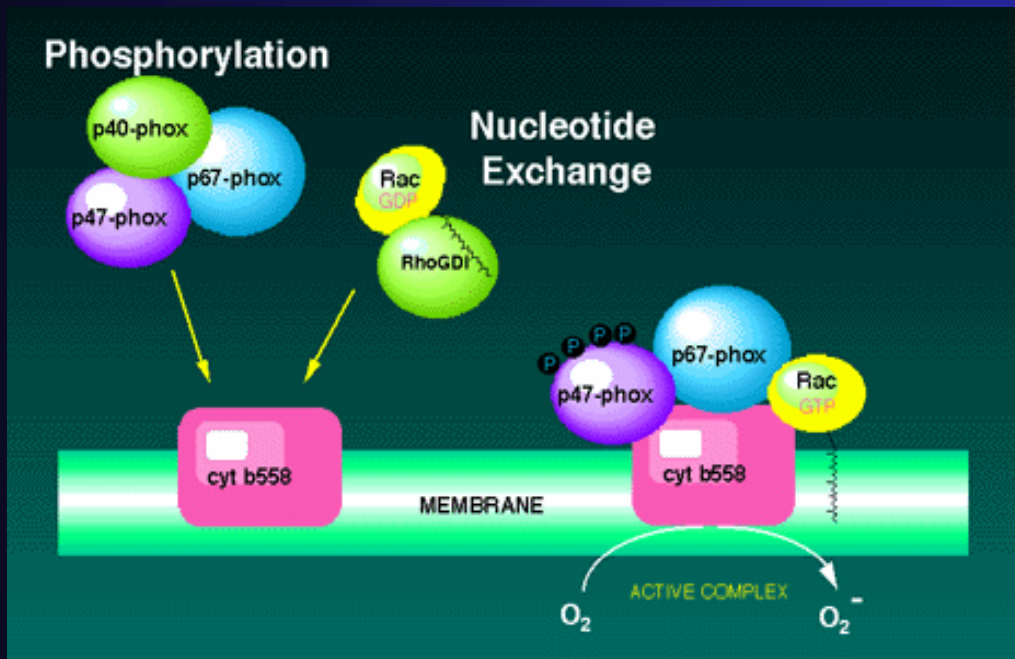 Phosphorylation
p40-phox
p67-phox
p47-phox
Nucleotide
Exchange
Rac
GDP
RhoGDI
P P P P
p67-phox
p47-phox
Rac
GTP
cyt b558
cyt b558
MEMBRANE
ACTIVE COMPLEX
O₂
O₂⁻